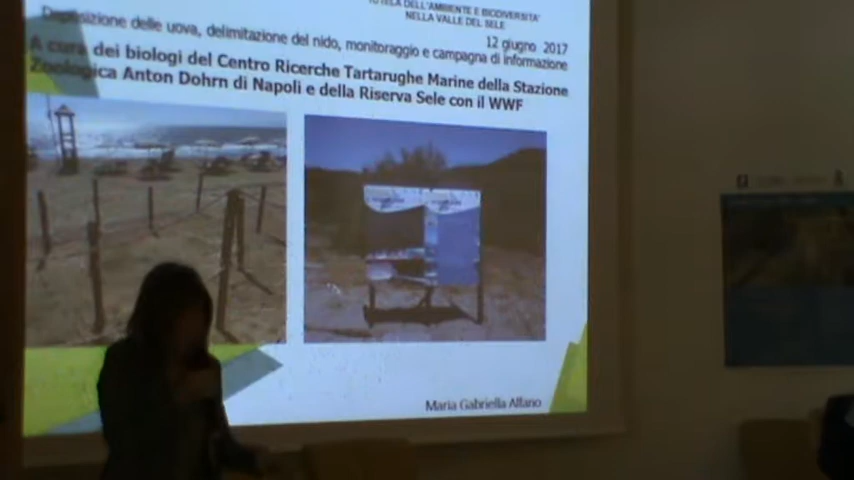 TUTELA DELL'AMBIENTE E BIODIVERSITA'
NELLA VALLE DEL SELE
12 giugno 2017
Deposizione delle uova, delimitazione del nido, monitoraggio e campagna di informazione
A cura dei biologi del Centro Ricerche Tartarughe Marine della Stazione
Zoologica Anton Dohrn di Napoli e della Riserva Sele con il WWF
Maria Gabriella Alfano